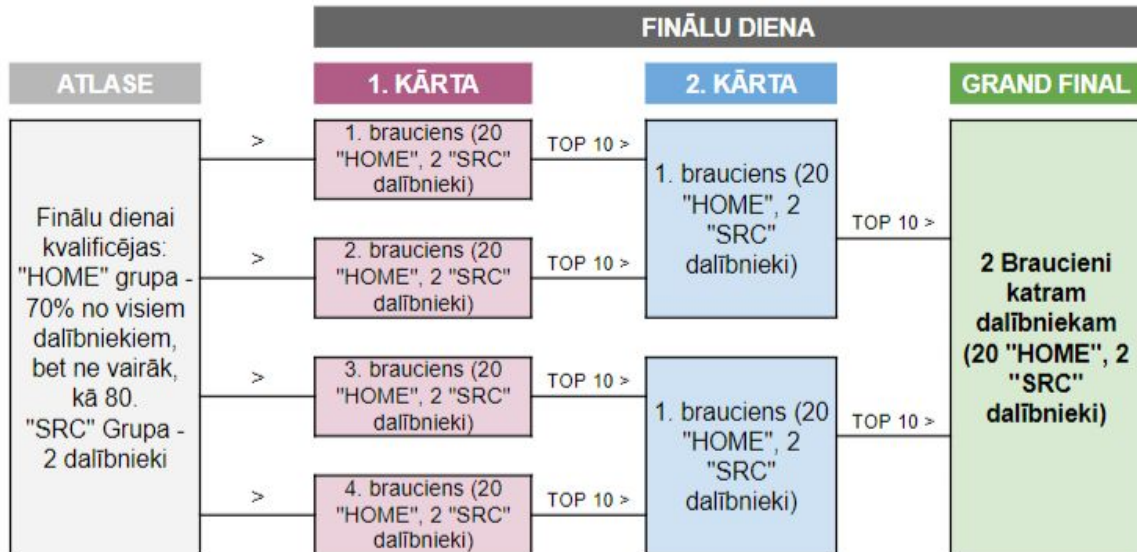 FINĀLU DIENA
ATLASE
1. KĀRTA
2. KĀRTA
GRAND FINAL
Finālu dienai
kvalificējas:
"HOME" grupa -
70% no visiem
dalībniekiem,
bet ne vairāk,
kā 80.
"SRC" Grupa -
2 dalībnieki
>
1. brauciens (20
"HOME", 2 "SRC"
dalībnieki)
TOP 10 >
>
2. brauciens (20
"HOME", 2 "SRC"
dalībnieki)
TOP 10 >
>
3. brauciens (20
"HOME", 2 "SRC"
dalībnieki)
TOP 10 >
>
4. brauciens (20
"HOME", 2 "SRC"
dalībnieki)
TOP 10 >
1. brauciens (20
"HOME", 2
"SRC"
dalībnieki)
TOP 10 >
1. brauciens (20
"HOME", 2
"SRC"
dalībnieki)
TOP 10 >
2 Braucieni
katram
dalībniekam
(20 "HOME", 2
"SRC"
dalībnieki)